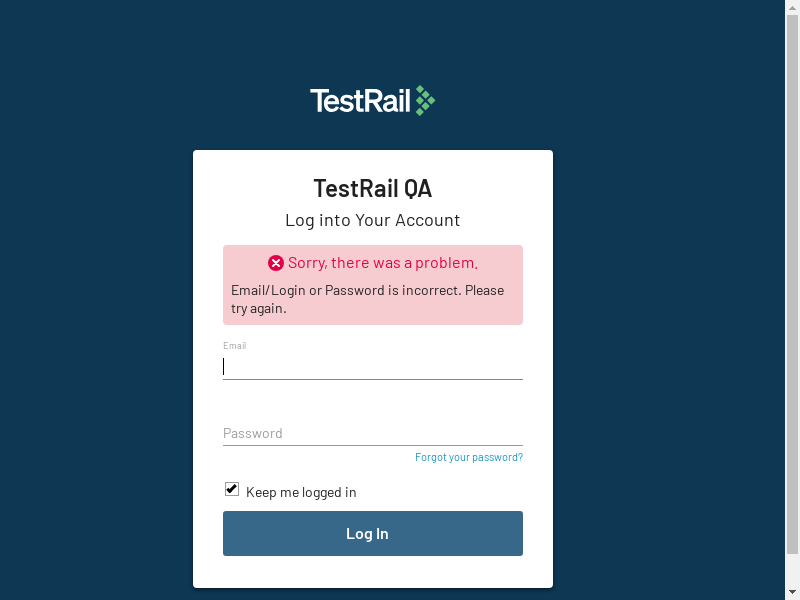 TestRail
TestRail QA
Log into Your Account
Sorry, there was a problem.
Email/Login or Password is incorrect. Please
try again.
Email
Password
Forgot your password?
Keep me logged in
Log In